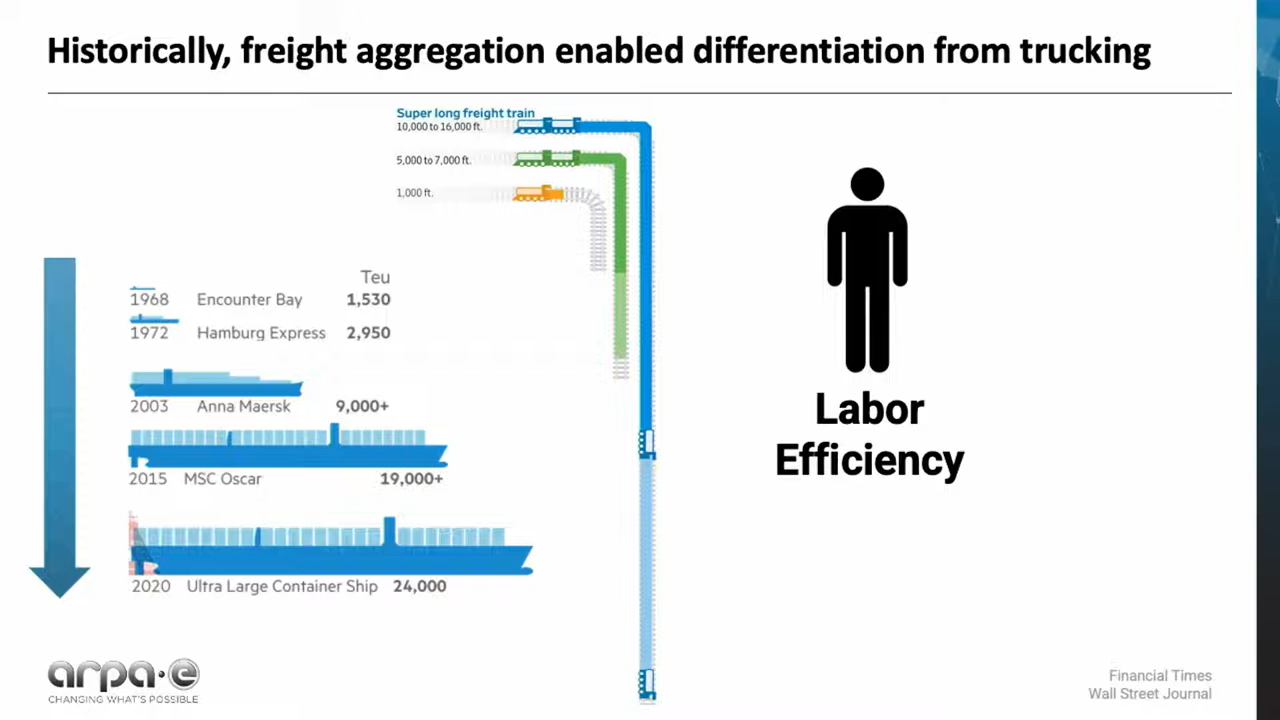 Historically, freight aggregation enabled differentiation from trucking
Super long freight train
10,000 to 16,000 ft.
5,000 to 7,000 ft.
1,000 ft.
Teu
1968 Encounter Bay 1,530
1972 Hamburg Express 2,950
2003 Anna Maersk 9,000+
2015 MSC Oscar 19,000+
2020 Ultra Large Container Ship 24,000
Labor
Efficiency
arpa·e
CHANGING WHAT'S POSSIBLE
Financial Times
Wall Street Journal